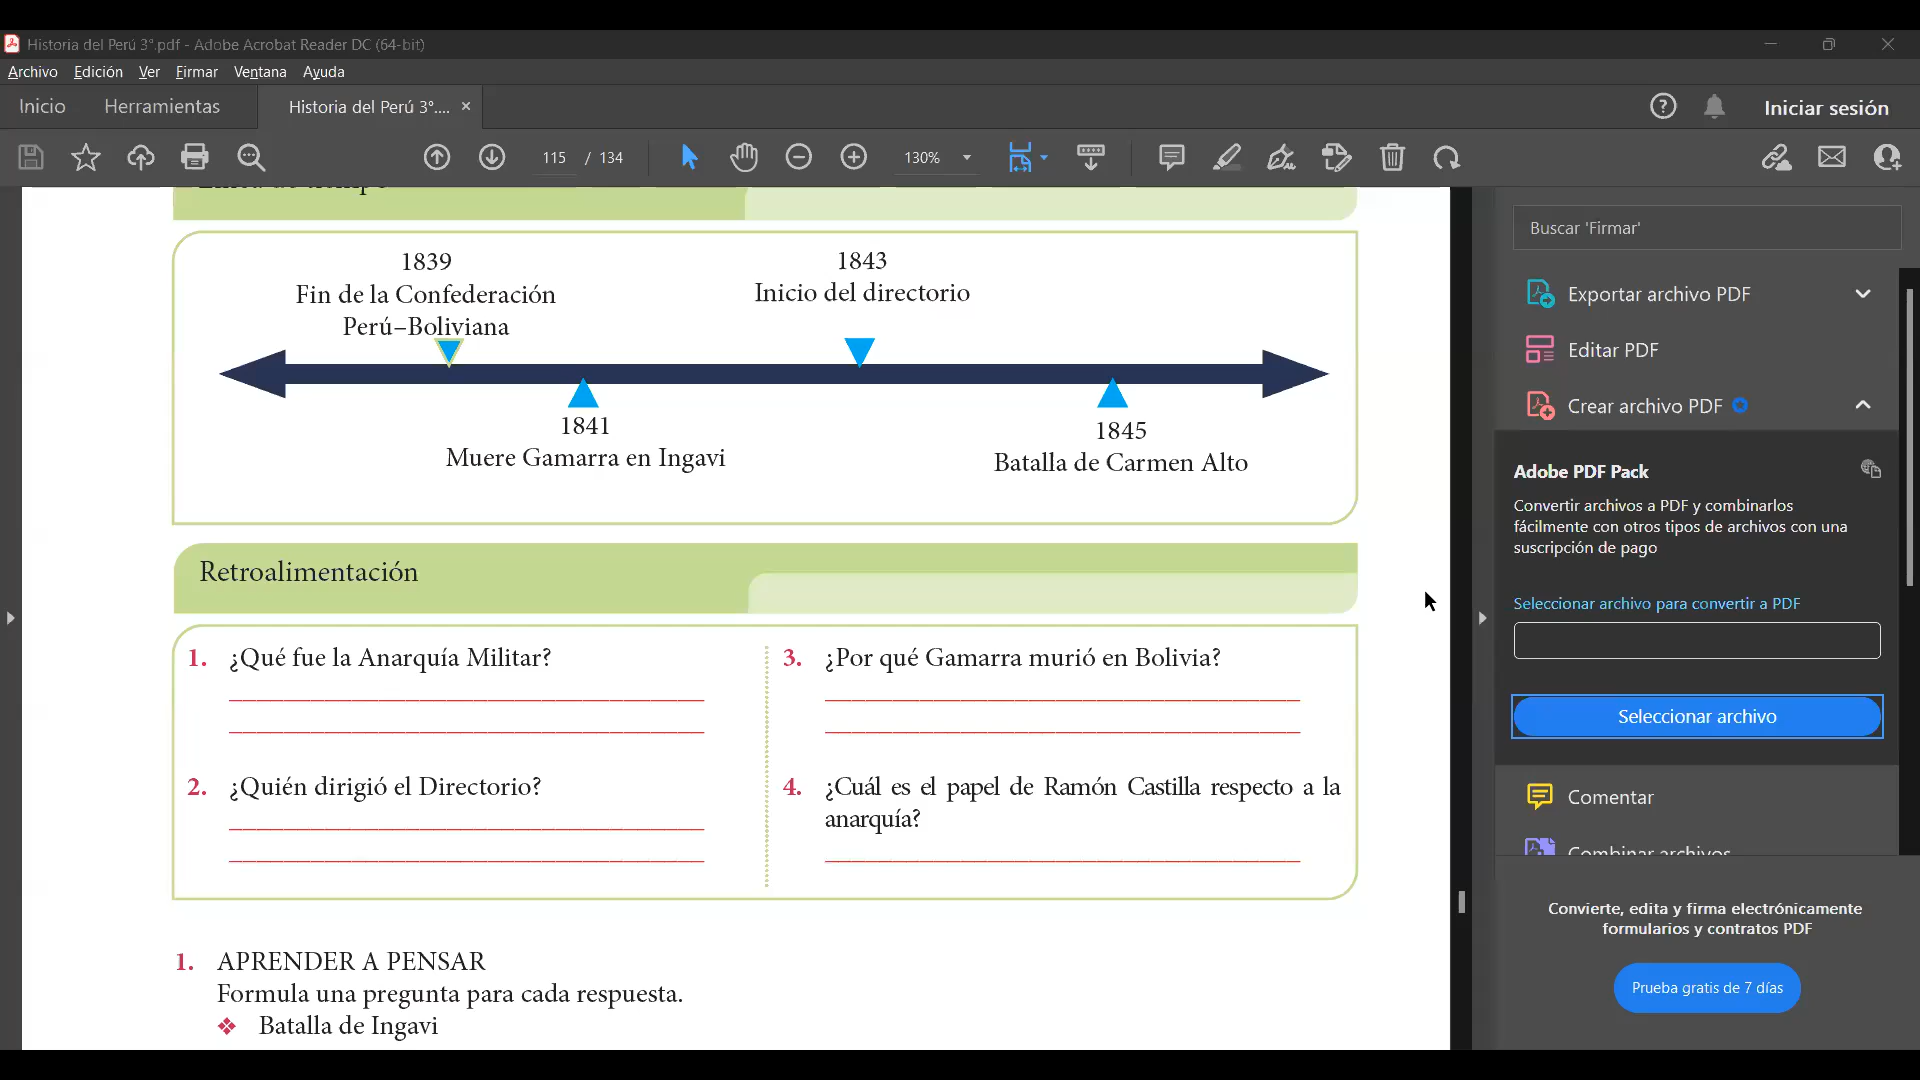 Historia del Perú 3°.pdf - Adobe Acrobat Reader DC (64-bit)
Archivo Edición Ver Firmar Ventana Ayuda
Inicio Herramientas Historia del Perú 3°.... × Iniciar sesión
115 / 134 130%
1839
Fin de la Confederación
Perú–Boliviana
1843
Inicio del directorio
1841
Muere Gamarra en Ingavi
1845
Batalla de Carmen Alto
Retroalimentación
1. ¿Qué fue la Anarquía Militar?
2. ¿Quién dirigió el Directorio?
3. ¿Por qué Gamarra murió en Bolivia?
4. ¿Cuál es el papel de Ramón Castilla respecto a la
anarquía?
1. APRENDER A PENSAR
Formula una pregunta para cada respuesta.
❖ Batalla de Ingavi
Buscar 'Firmar'
Exportar archivo PDF
Editar PDF
Crear archivo PDF
Adobe PDF Pack
Convertir archivos a PDF y combinarlos
fácilmente con otros tipos de archivos con una
suscripción de pago
Seleccionar archivo para convertir a PDF
Seleccionar archivo
Comentar
Combinar archivos
Convierte, edita y firma electrónicamente
formularios y contratos PDF
Prueba gratis de 7 días